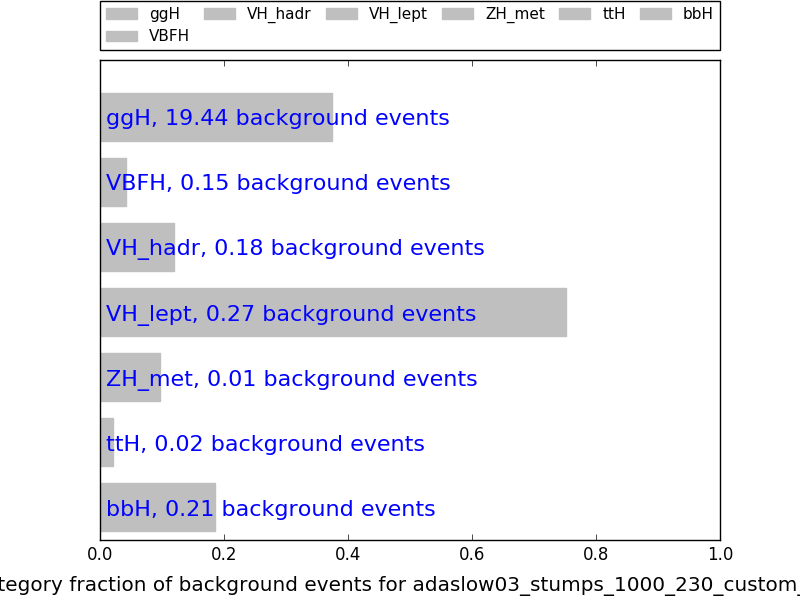 ggH VH_hadr VH_lept ZH_met ttH bbH
VBFH
ggH, 19.44 background events
VBFH, 0.15 background events
VH_hadr, 0.18 background events
VH_lept, 0.27 background events
ZH_met, 0.01 background events
ttH, 0.02 background events
bbH, 0.21 background events
0.0 0.2 0.4 0.6 0.8 1.0
tegory fraction of background events for adaslow03_stumps_1000_230_custom_